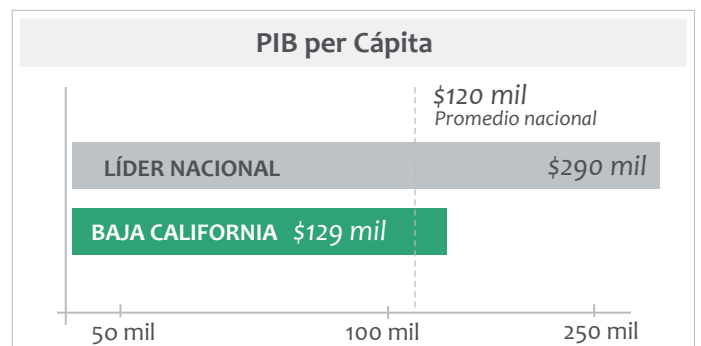 PIB per Cápita
$120 mil
Promedio nacional
LÍDER NACIONAL $290 mil
BAJA CALIFORNIA $129 mil
50 mil 100 mil 250 mil